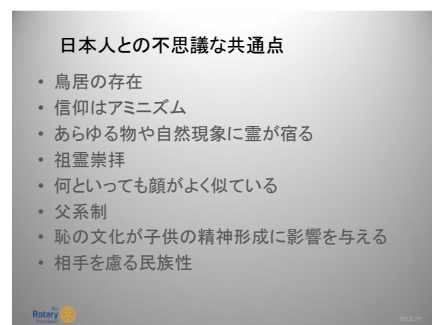 日本人との不思議な共通点
• 鳥居の存在
• 信仰はアミニズム
• あらゆる物や自然現象に霊が宿る
• 祖霊崇拝
• 何といっても顔がよく似ている
• 父系制
• 恥の文化が子供の精神形成に影響を与える
• 相手を慮る民族性
Rotary